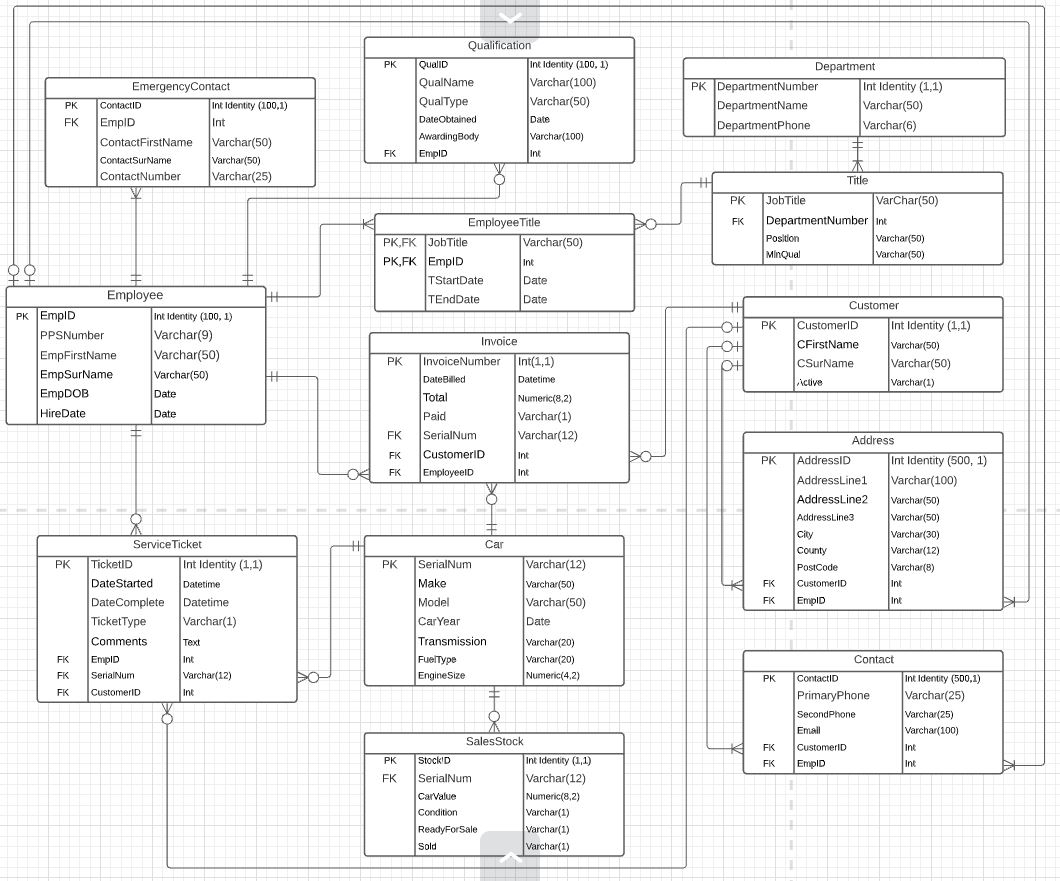 Qualification
PK QualID Int Identity (100, 1)
QualName Varchar(100)
QualType Varchar(50)
DateObtained Date
AwardingBody Varchar(100)
FK EmpID Int
Department
PK DepartmentNumber Int Identity (1,1)
DepartmentName Varchar(50)
DepartmentPhone Varchar(6)
EmergencyContact
PK ContactID Int Identity (100,1)
FK EmpID Int
ContactFirstName Varchar(50)
ContactSurName Varchar(50)
ContactNumber Varchar(25)
Title
PK JobTitle VarChar(50)
FK DepartmentNumber Int
Position Varchar(50)
MinQual Varchar(50)
EmployeeTitle
PK,FK JobTitle Varchar(50)
PK,FK EmpID Int
TStartDate Date
TEndDate Date
Employee
PK EmpID Int Identity (100, 1)
PPSNumber Varchar(9)
EmpFirstName Varchar(50)
EmpSurName Varchar(50)
EmpDOB Date
HireDate Date
Customer
PK CustomerID Int Identity (1,1)
CFirstName Varchar(50)
CSurName Varchar(50)
Active Varchar(1)
Invoice
PK InvoiceNumber Int(1,1)
DateBilled Datetime
Total Numeric(8,2)
Paid Varchar(1)
FK SerialNum Varchar(12)
FK CustomerID Int
FK EmployeeID Int
Address
PK AddressID Int Identity (500, 1)
AddressLine1 Varchar(100)
AddressLine2 Varchar(50)
AddressLine3 Varchar(50)
City Varchar(30)
County Varchar(12)
PostCode Varchar(8)
FK CustomerID Int
FK EmpID Int
ServiceTicket
PK TicketID Int Identity (1,1)
DateStarted Datetime
DateComplete Datetime
TicketType Varchar(1)
Comments Text
FK EmpID Int
FK SerialNum Varchar(12)
FK CustomerID Int
Car
PK SerialNum Varchar(12)
Make Varchar(50)
Model Varchar(50)
CarYear Date
Transmission Varchar(20)
FuelType Varchar(20)
EngineSize Numeric(4,2)
Contact
PK ContactID Int Identity (500,1)
PrimaryPhone Varchar(25)
SecondPhone Varchar(25)
Email Varchar(100)
FK CustomerID Int
FK EmpID Int
SalesStock
PK StockID Int Identity (1,1)
FK SerialNum Varchar(12)
CarValue Numeric(8,2)
Condition Varchar(1)
ReadyForSale Varchar(1)
Sold Varchar(1)